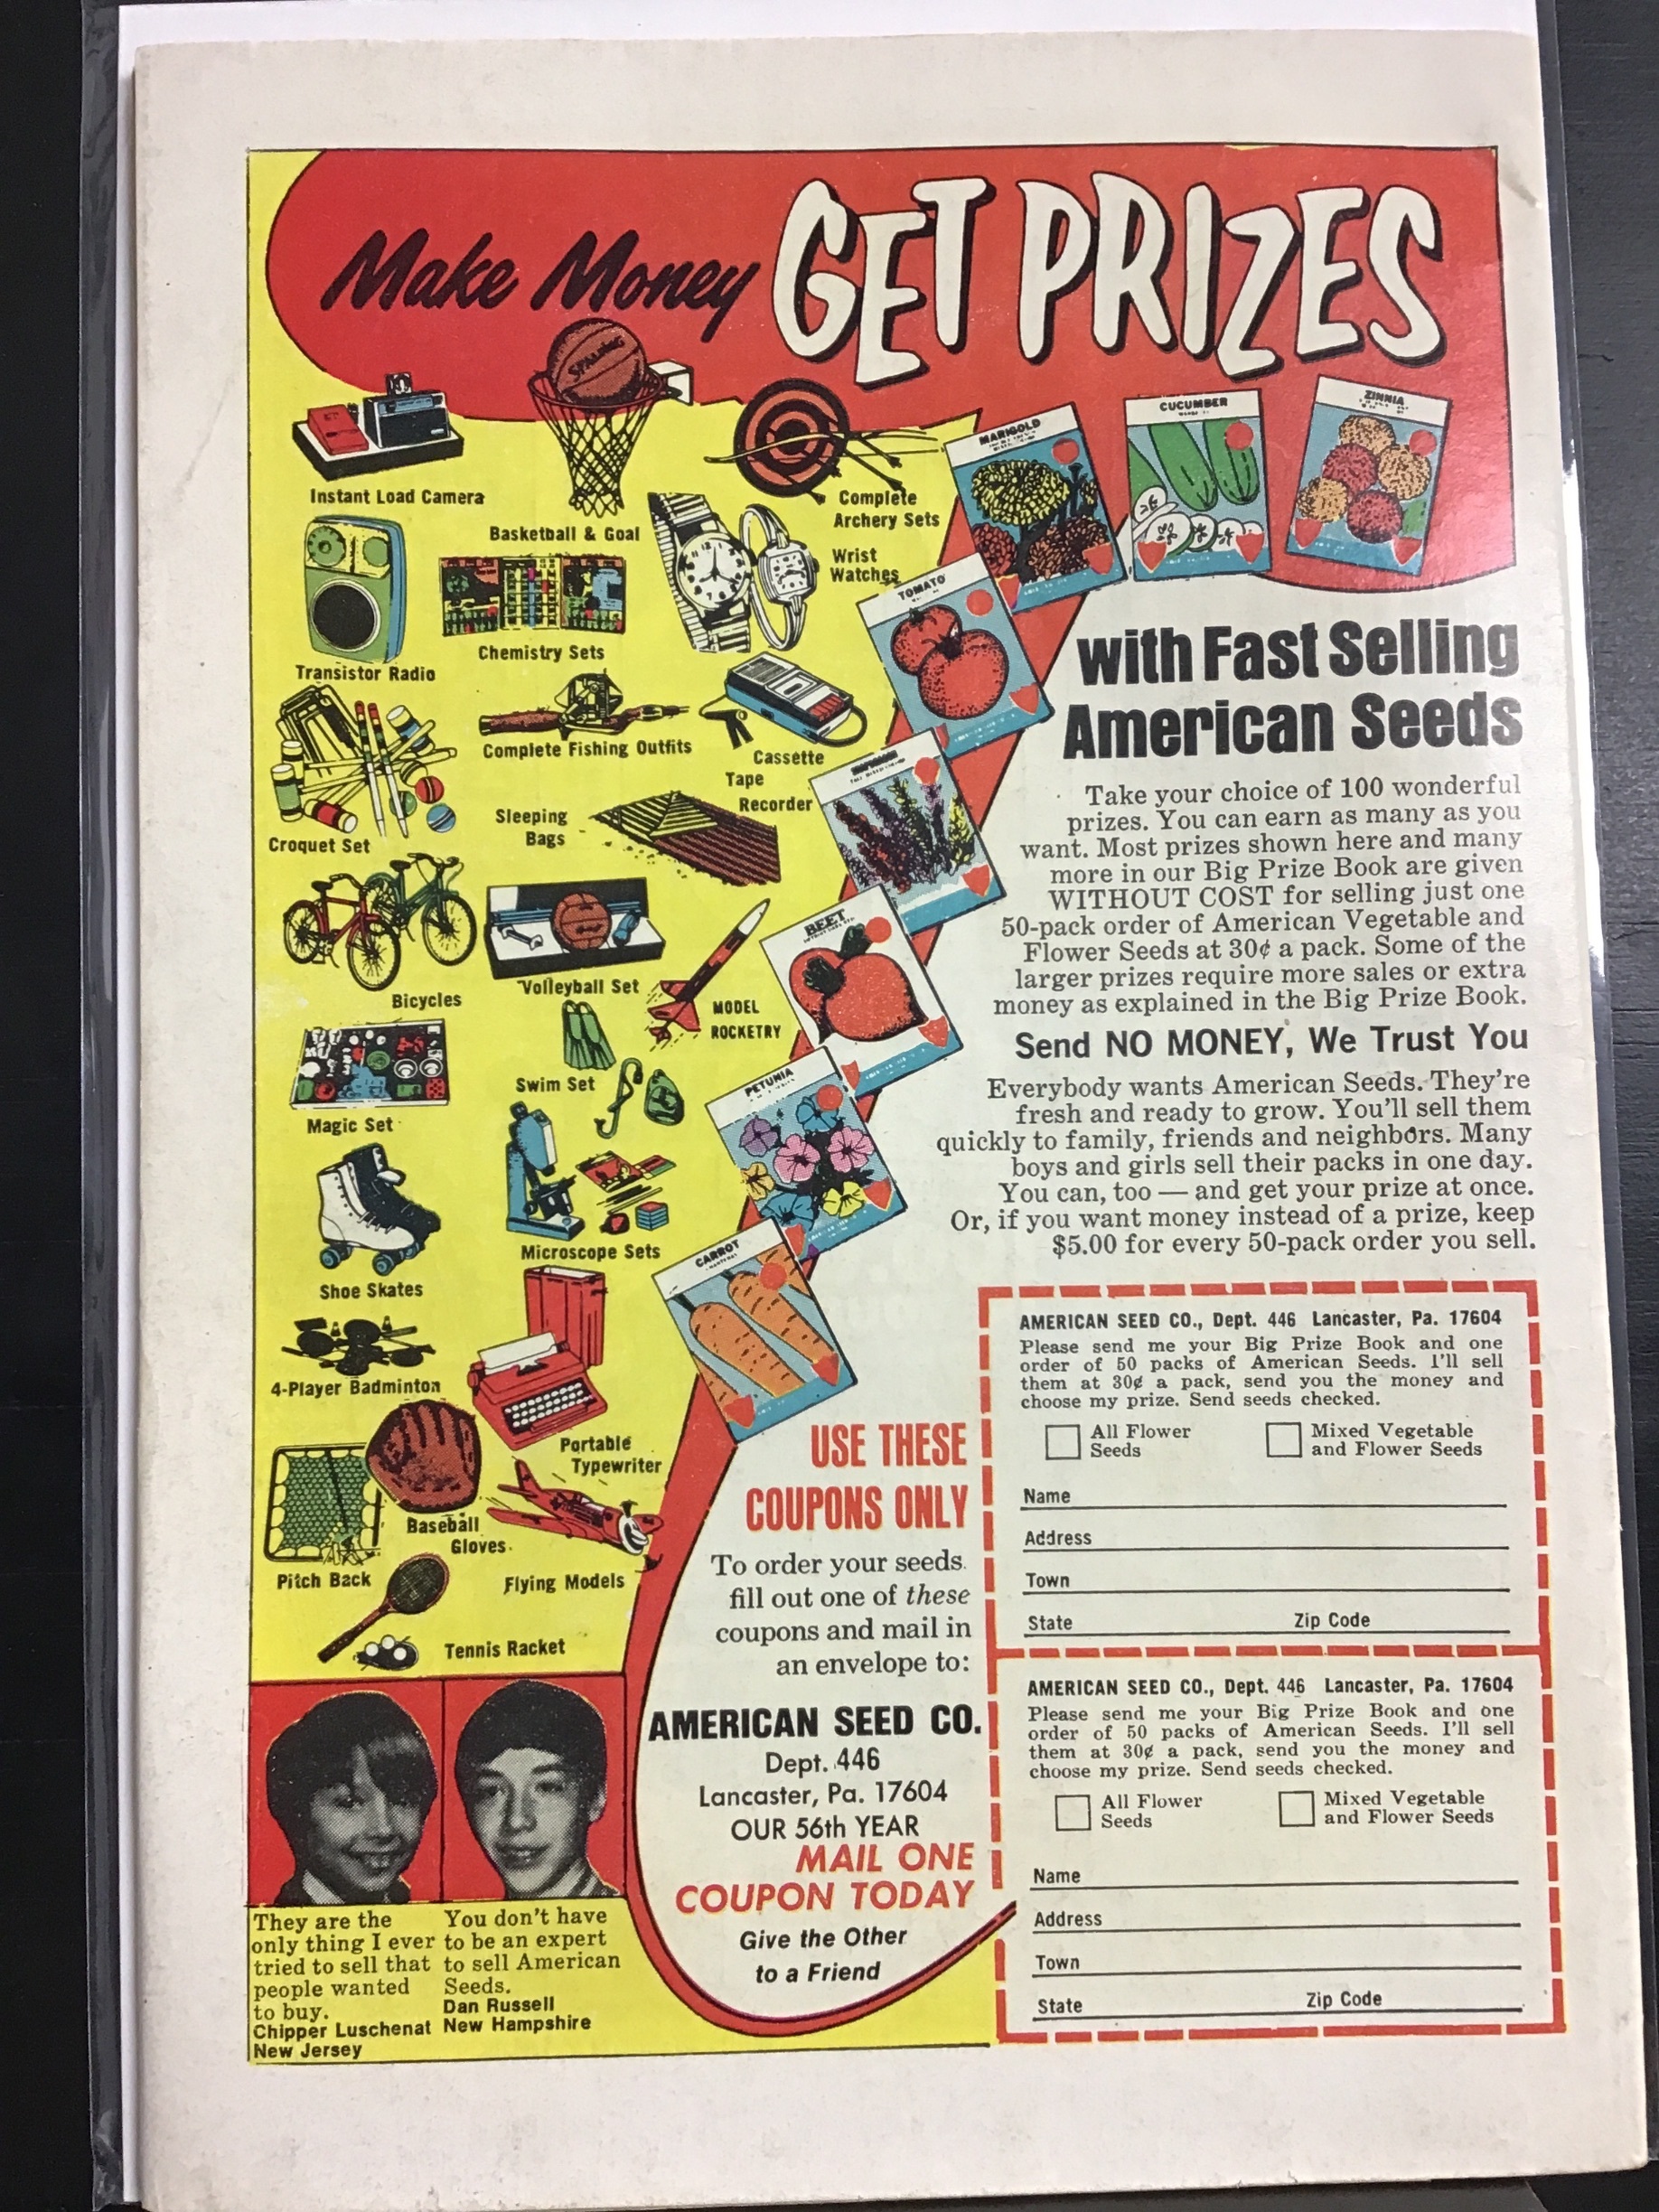 Make Money GET PRIZES
SPALDING
Instant Load Camera
Basketball & Goal
Complete
Archery Sets
Transistor Radio
Chemistry Sets
Wrist
Watches
Croquet Set
Complete Fishing Outfits
Cassette
Tape
Recorder
Sleeping
Bags
Bicycles
Volleyball Set
MODEL
ROCKETRY
Magic Set
Swim Set
Microscope Sets
Shoe Skates
4-Player Badminton
Portable
Typewriter
Baseball
Gloves
Pitch Back
Flying Models
Tennis Racket
MARIGOLD
CUCUMBER
ZINNIA
TOMATO
BEET
PETUNIA
CARROT
with Fast Selling
American Seeds
Take your choice of 100 wonderful
prizes. You can earn as many as you
want. Most prizes shown here and many
more in our Big Prize Book are given
WITHOUT COST for selling just one
50-pack order of American Vegetable and
Flower Seeds at 30¢ a pack. Some of the
larger prizes require more sales or extra
money as explained in the Big Prize Book.
Send NO MONEY, We Trust You
Everybody wants American Seeds. They're
fresh and ready to grow. You'll sell them
quickly to family, friends and neighbors. Many
boys and girls sell their packs in one day.
You can, too — and get your prize at once.
Or, if you want money instead of a prize, keep
$5.00 for every 50-pack order you sell.
USE THESE
COUPONS ONLY
To order your seeds
fill out one of these
coupons and mail in
an envelope to:
AMERICAN SEED CO.
Dept. 446
Lancaster, Pa. 17604
OUR 56th YEAR
MAIL ONE
COUPON TODAY
Give the Other
to a Friend
AMERICAN SEED CO., Dept. 446 Lancaster, Pa. 17604
Please send me your Big Prize Book and one
order of 50 packs of American Seeds. I'll sell
them at 30¢ a pack, send you the money and
choose my prize. Send seeds checked.
All Flower
Seeds
Mixed Vegetable
and Flower Seeds
Name
Address
Town
State Zip Code
AMERICAN SEED CO., Dept. 446 Lancaster, Pa. 17604
Please send me your Big Prize Book and one
order of 50 packs of American Seeds. I'll sell
them at 30¢ a pack, send you the money and
choose my prize. Send seeds checked.
All Flower
Seeds
Mixed Vegetable
and Flower Seeds
Name
Address
Town
State Zip Code
They are the
only thing I ever
tried to sell that
people wanted
to buy.
Chipper Luschenat
New Jersey
You don't have
to be an expert
to sell American
Seeds.
Dan Russell
New Hampshire